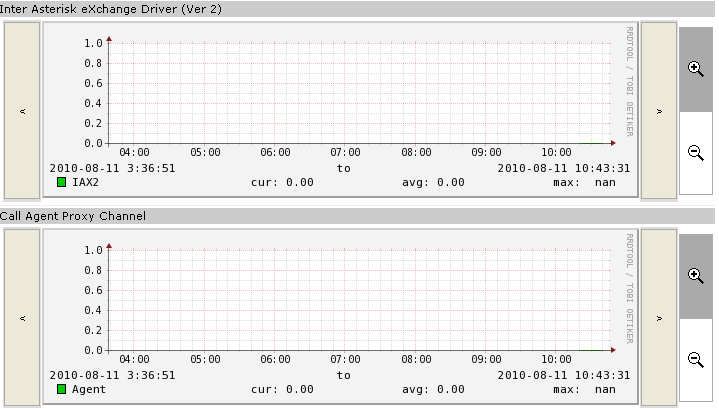 Inter Asterisk eXchange Driver (Ver 2)
<
1.0
0.8
0.6
0.4
0.2
0.0
04:00 05:00 06:00 07:00 08:00 09:00 10:00
2010-08-11 3:36:51 to 2010-08-11 10:43:31
IAX2 cur: 0.00 avg: 0.00 max: nan
RRDTOOL / TOBI OETIKER
>
Call Agent Proxy Channel
<
1.0
0.8
0.6
0.4
0.2
0.0
04:00 05:00 06:00 07:00 08:00 09:00 10:00
2010-08-11 3:36:51 to 2010-08-11 10:43:31
Agent cur: 0.00 avg: 0.00 max: nan
RRDTOOL / TOBI OETIKER
>